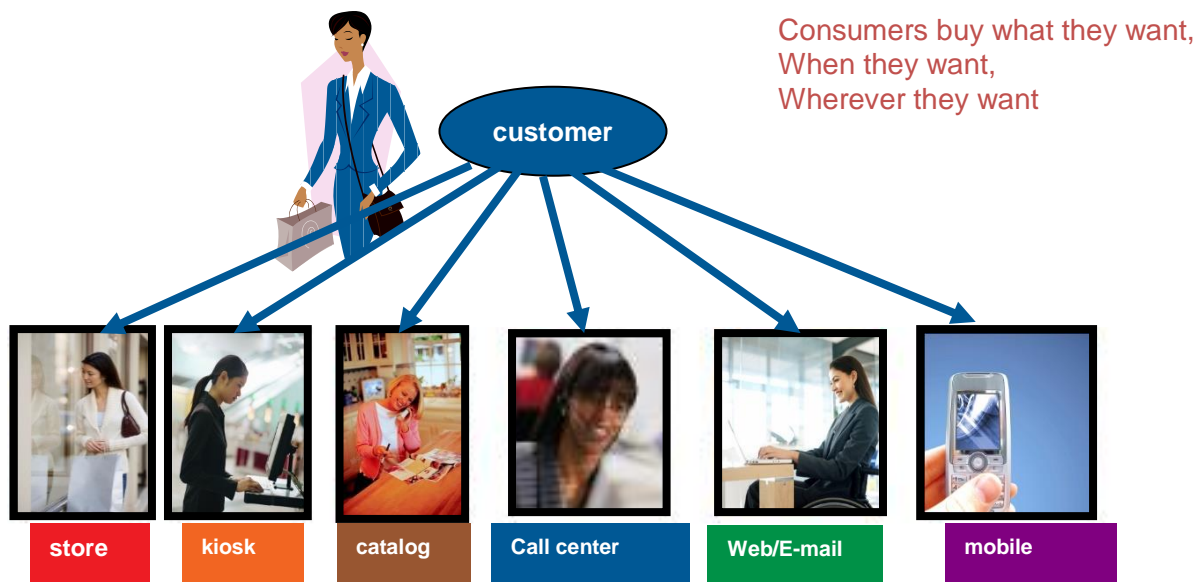 Consumers buy what they want,
When they want,
Wherever they want
customer
store
kiosk
catalog
Call center
Web/E-mail
mobile